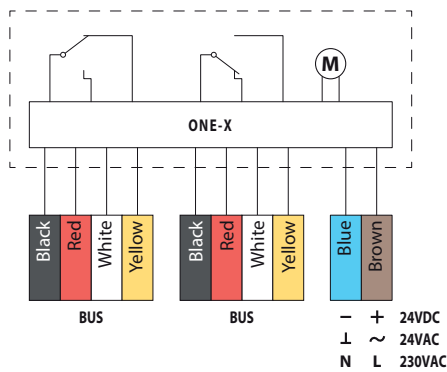 M
ONE-X
Black Red White Yellow Black Red White Yellow Blue Brown
BUS BUS
− + 24VDC
⊥ ~ 24VAC
N L 230VAC